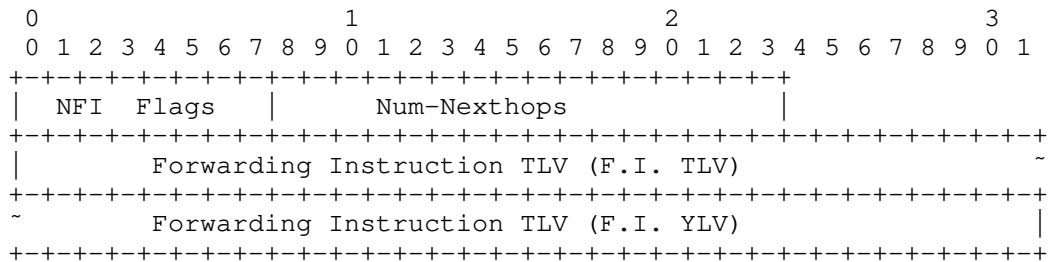 0                   1                   2                   3
 0 1 2 3 4 5 6 7 8 9 0 1 2 3 4 5 6 7 8 9 0 1 2 3 4 5 6 7 8 9 0 1
+-+-+-+-+-+-+-+-+-+-+-+-+-+-+-+-+-+-+-+-+-+-+-+-+
|  NFI  Flags   |      Num-Nexthops             |
+-+-+-+-+-+-+-+-+-+-+-+-+-+-+-+-+-+-+-+-+-+-+-+-+-+-+-+-+-+-+-+-+
|        Forwarding Instruction TLV (F.I. TLV)                  ~
+-+-+-+-+-+-+-+-+-+-+-+-+-+-+-+-+-+-+-+-+-+-+-+-+-+-+-+-+-+-+-+-+
~        Forwarding Instruction TLV (F.I. YLV)                  |
+-+-+-+-+-+-+-+-+-+-+-+-+-+-+-+-+-+-+-+-+-+-+-+-+-+-+-+-+-+-+-+-+